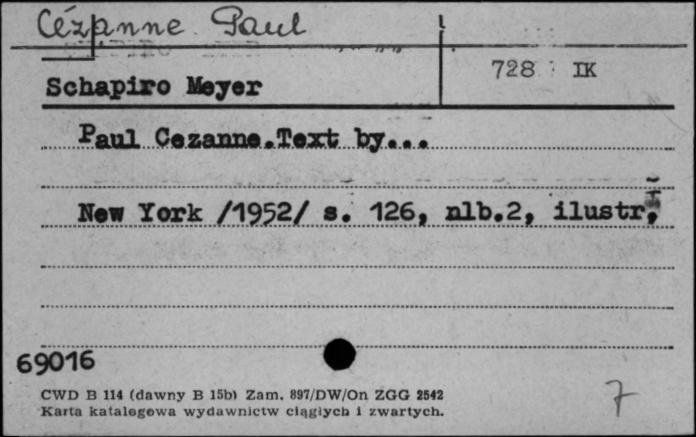 Cézanne Paul
Schapiro Meyer
728 IK
Paul Cezanne.Text by...
New York /1952/ s. 126, nlb.2, ilustr,
69016
CWD B 114 (dawny B 15b) Zam. 897/DW/On ZGG 2542
Karta katalogowa wydawnictw ciągłych i zwartych.
7